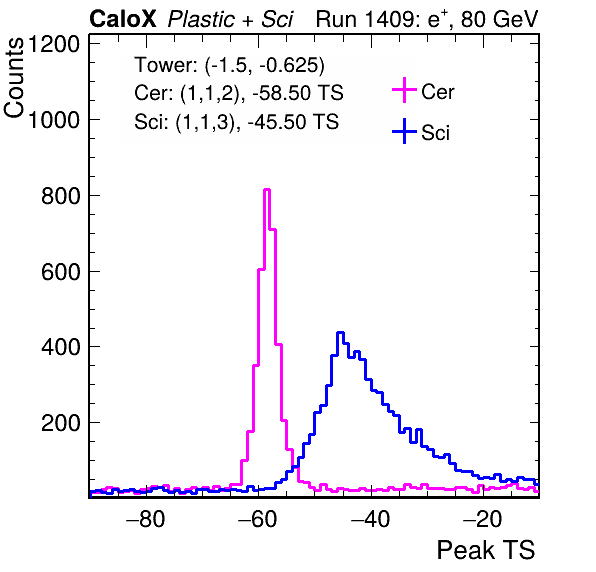 CaloX Plastic + Sci Run 1409: e⁺, 80 GeV
Counts
1200
1000
800
600
400
200
Tower: (-1.5, -0.625)
Cer: (1,1,2), -58.50 TS
Sci: (1,1,3), -45.50 TS
Cer
Sci
−80 −60 −40 −20
Peak TS